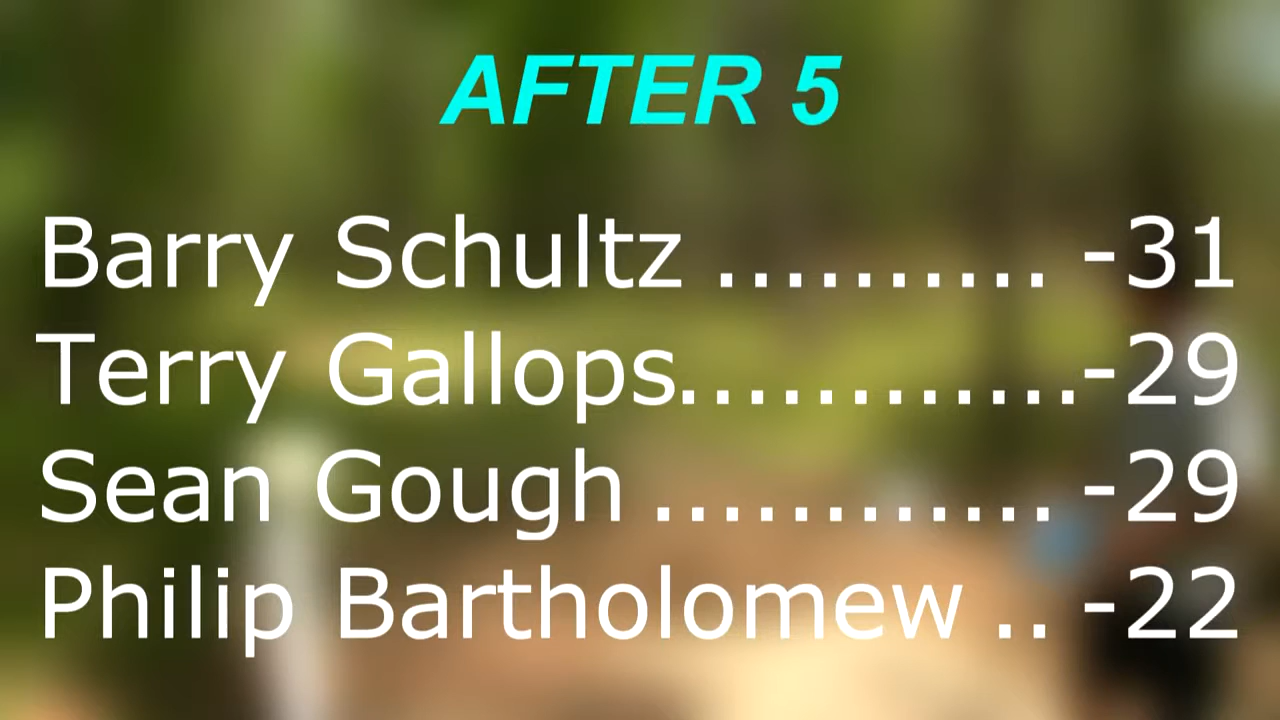 AFTER 5
Barry Schultz .......... -31
Terry Gallops............-29
Sean Gough ............ -29
Philip Bartholomew .. -22